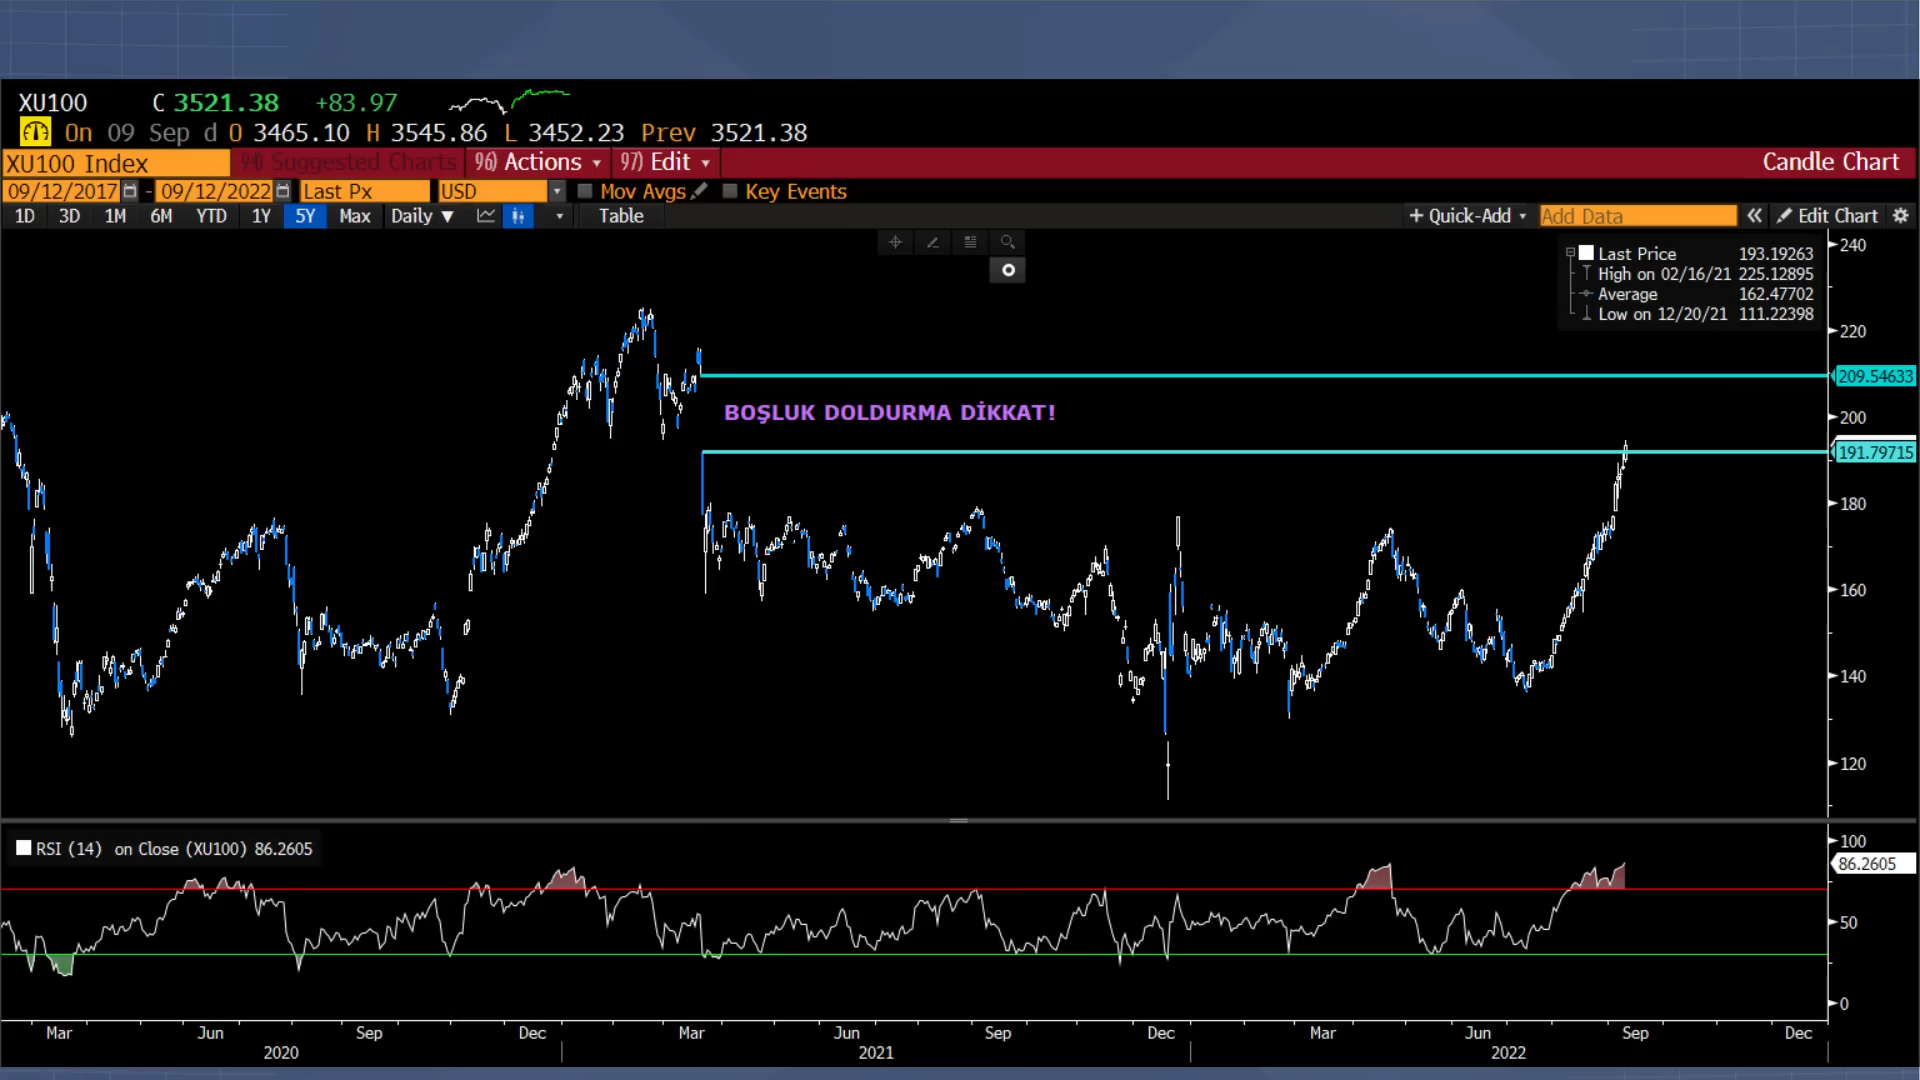 XU100 C 3521.38 +83.97
On 09 Sep d O 3465.10 H 3545.86 L 3452.23 Prev 3521.38
XU100 Index 94) Suggested Charts 96) Actions 97) Edit Candle Chart
09/12/2017 - 09/12/2022 Last Px USD Mov Avgs Key Events
1D 3D 1M 6M YTD 1Y 5Y Max Daily ▼ Table + Quick-Add Add Data « Edit Chart
Last Price 193.19263
High on 02/16/21 225.12895
Average 162.47702
Low on 12/20/21 111.22398
240
220
209.54633
BOŞLUK DOLDURMA DİKKAT!
200
191.79715
180
160
140
120
RSI (14) on Close (XU100) 86.2605
100
86.2605
50
0
Mar Jun Sep Dec Mar Jun Sep Dec Mar Jun Sep Dec
2020 2021 2022